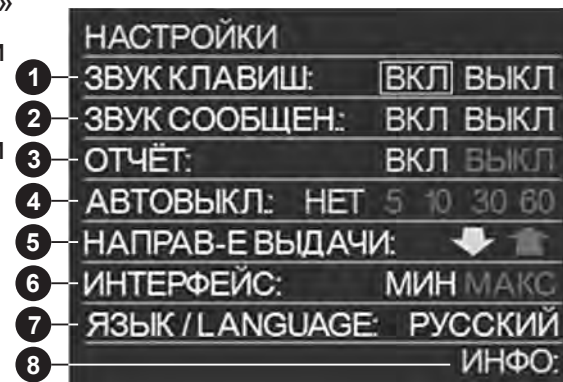 »
и
НАСТРОЙКИ
1 ЗВУК КЛАВИШ: ВКЛ ВЫКЛ
2 ЗВУК СООБЩЕН.: ВКЛ ВЫКЛ
и
3 ОТЧЁТ: ВКЛ ВЫКЛ
4 АВТОВЫКЛ.: НЕТ 5 10 30 60
5 НАПРАВ-Е ВЫДАЧИ:
6 ИНТЕРФЕЙС: МИН МАКС
7 ЯЗЫК / LANGUAGE: РУССКИЙ
8 ИНФО: